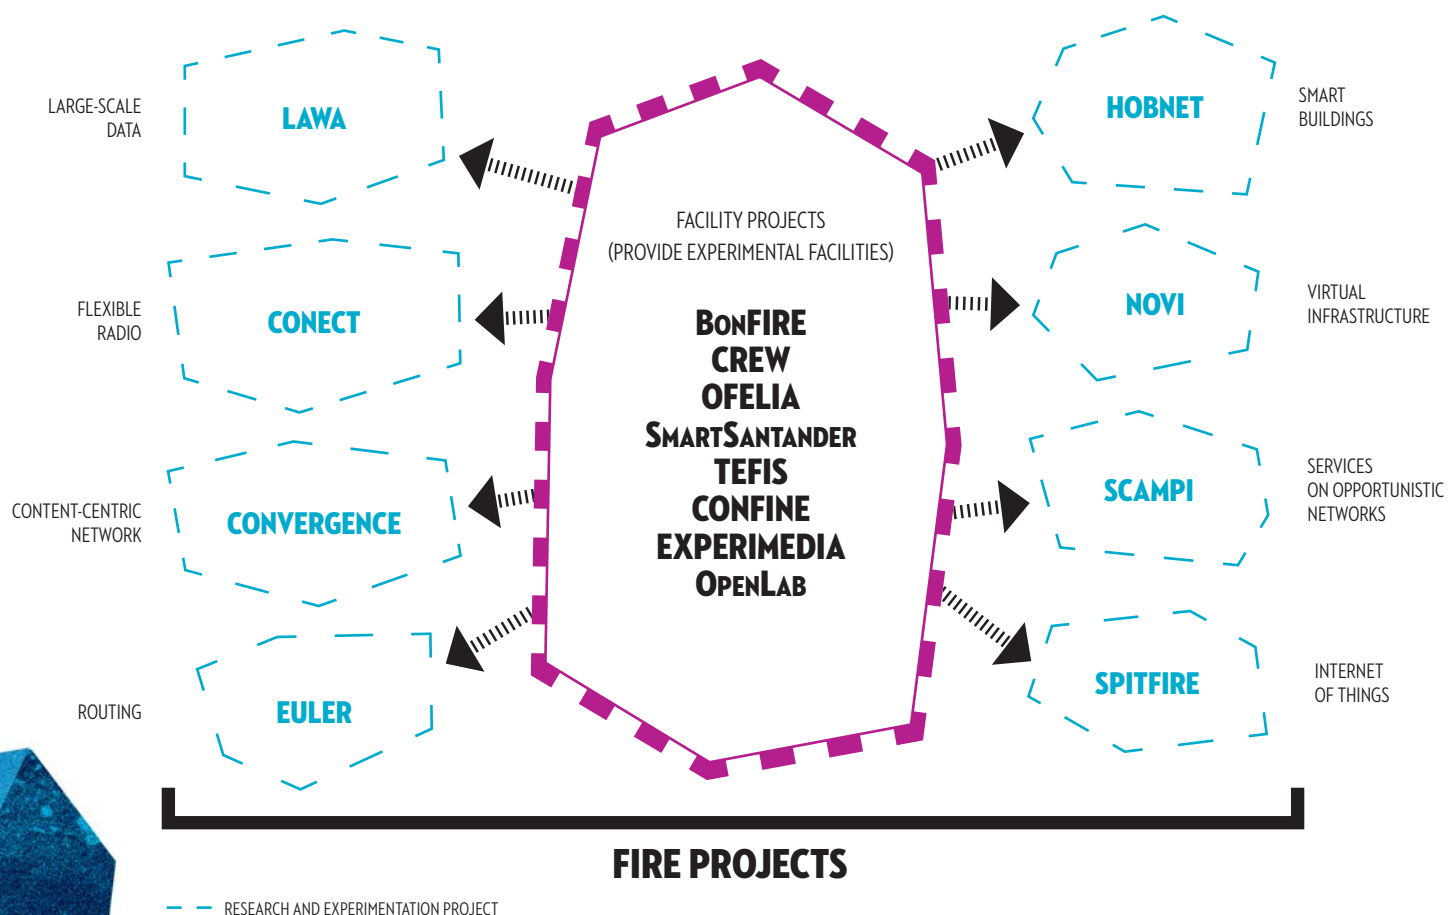 LARGE-SCALE
DATA
LAWA
FLEXIBLE
RADIO
CONECT
CONTENT-CENTRIC
NETWORK
CONVERGENCE
ROUTING
EULER
FACILITY PROJECTS
(PROVIDE EXPERIMENTAL FACILITIES)
BONFIRE
CREW
OFELIA
SMARTSANTANDER
TEFIS
CONFINE
EXPERIMEDIA
OPENLAB
HOBNET
SMART
BUILDINGS
NOVI
VIRTUAL
INFRASTRUCTURE
SCAMPI
SERVICES
ON OPPORTUNISTIC
NETWORKS
SPITFIRE
INTERNET
OF THINGS
FIRE PROJECTS
RESEARCH AND EXPERIMENTATION PROJECT